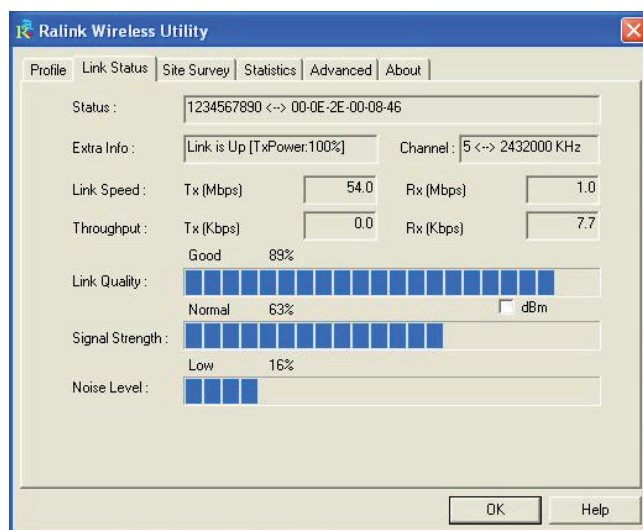 Ralink Wireless Utility
Profile Link Status Site Survey Statistics Advanced About
Status : 1234567890 <--> 00-0E-2E-00-08-46
Extra Info : Link is Up [TxPower:100%] Channel : 5 <--> 2432000 KHz
Link Speed : Tx (Mbps) 54.0 Rx (Mbps) 1.0
Throughput : Tx (Kbps) 0.0 Rx (Kbps) 7.7
Good 89%
Link Quality :
Normal 63% dBm
Signal Strength :
Low 16%
Noise Level :
OK Help